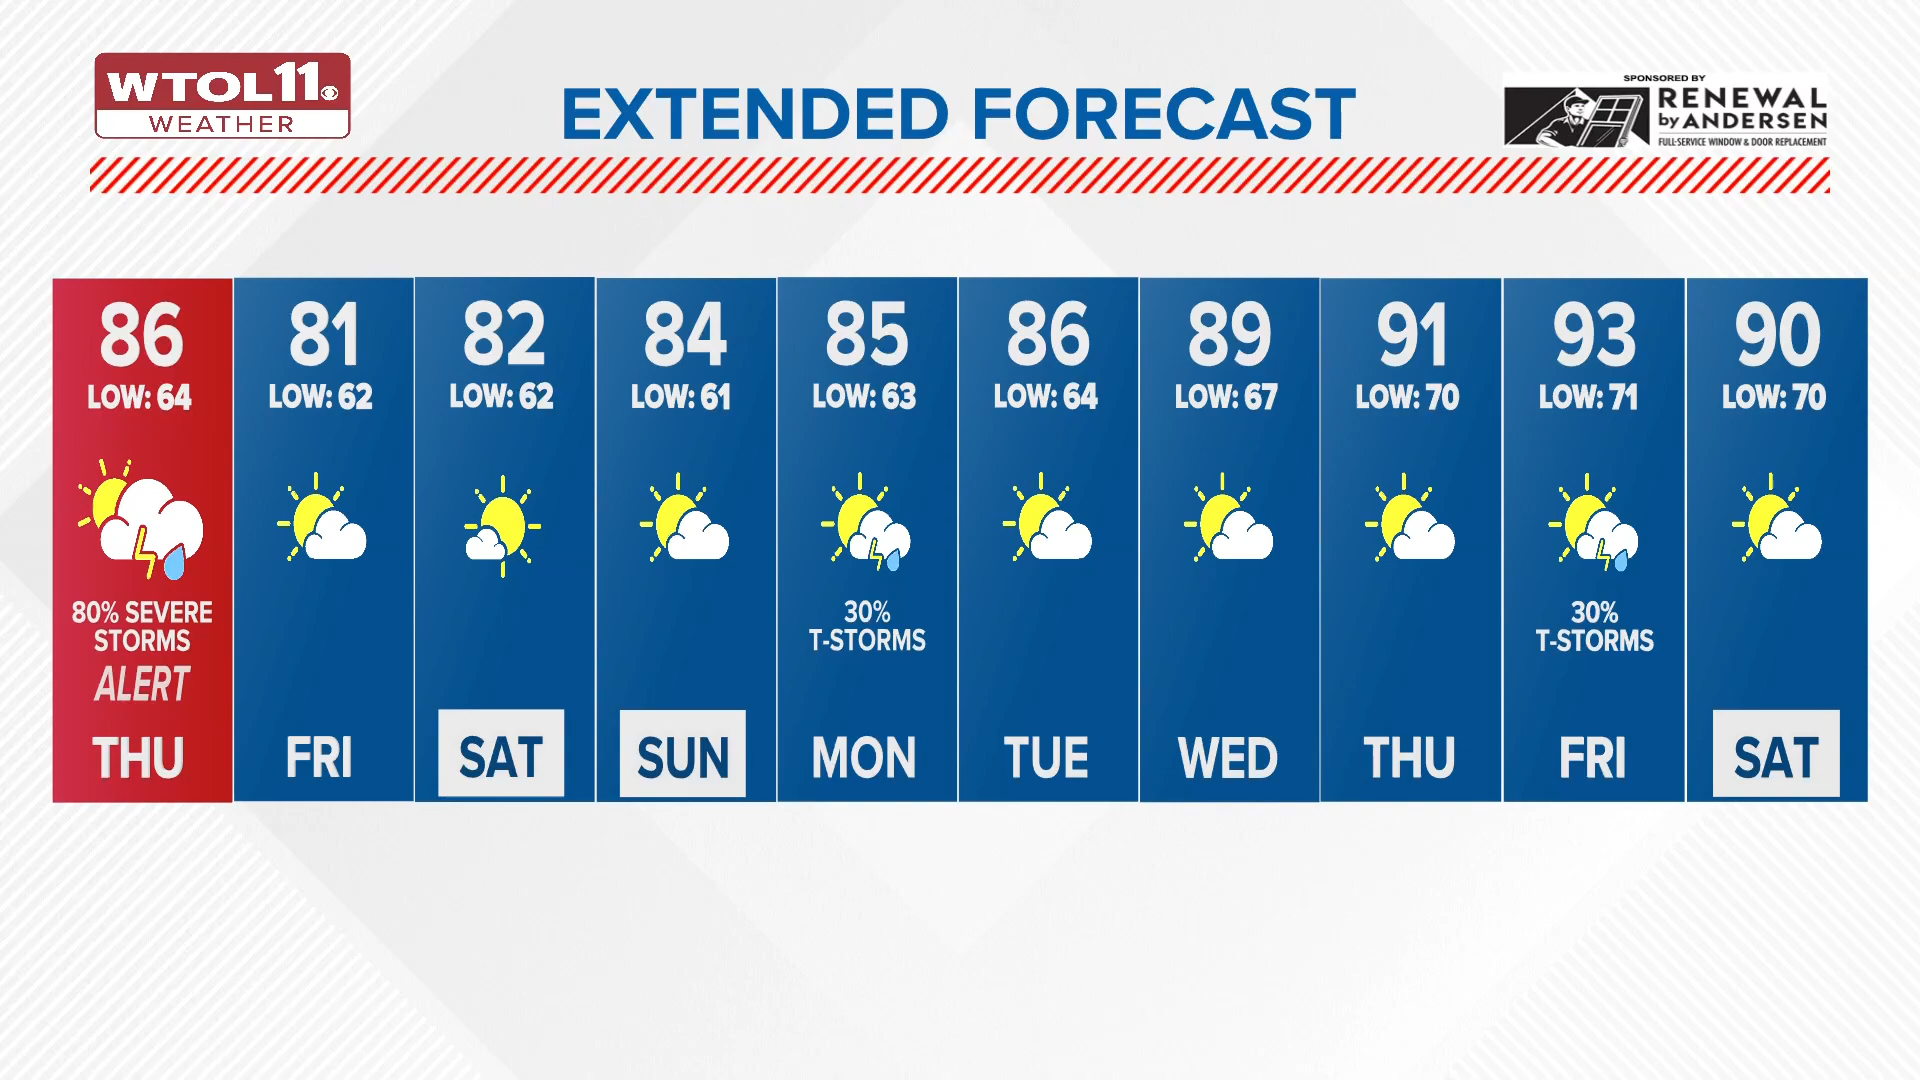 WTOL 11
WEATHER
EXTENDED FORECAST
SPONSORED BY
RENEWAL
by ANDERSEN
FULL-SERVICE WINDOW & DOOR REPLACEMENT
86
LOW: 64
80% SEVERE
STORMS
ALERT
THU
81
LOW: 62
FRI
82
LOW: 62
SAT
84
LOW: 61
SUN
85
LOW: 63
30%
T-STORMS
MON
86
LOW: 64
TUE
89
LOW: 67
WED
91
LOW: 70
THU
93
LOW: 71
30%
T-STORMS
FRI
90
LOW: 70
SAT